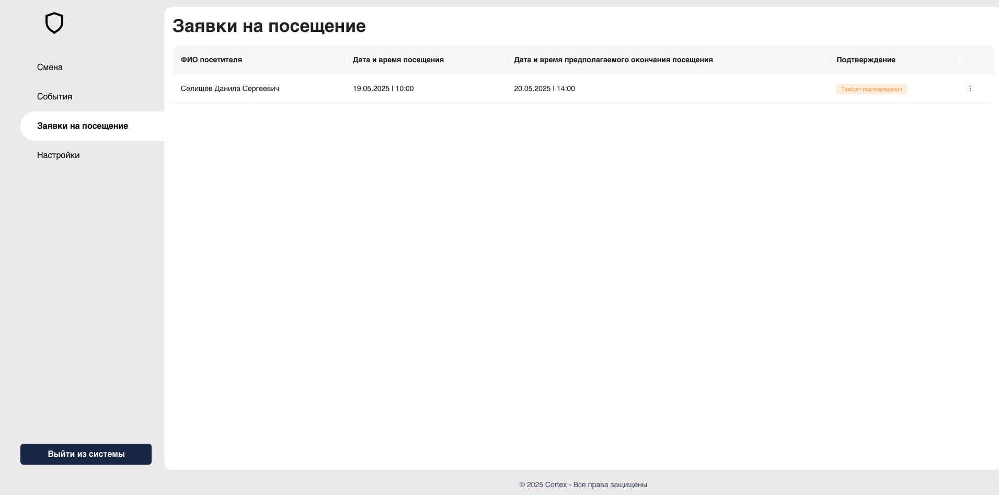 Смена
События
Заявки на посещение
Настройки
Выйти из системы
Заявки на посещение
ФИО посетителя Дата и время посещения Дата и время предполагаемого окончания посещения Подтверждение
Селищев Данила Сергеевич 19.05.2025 | 10:00 20.05.2025 | 14:00 Требует подтверждения
© 2025 Cortex - Все права защищены